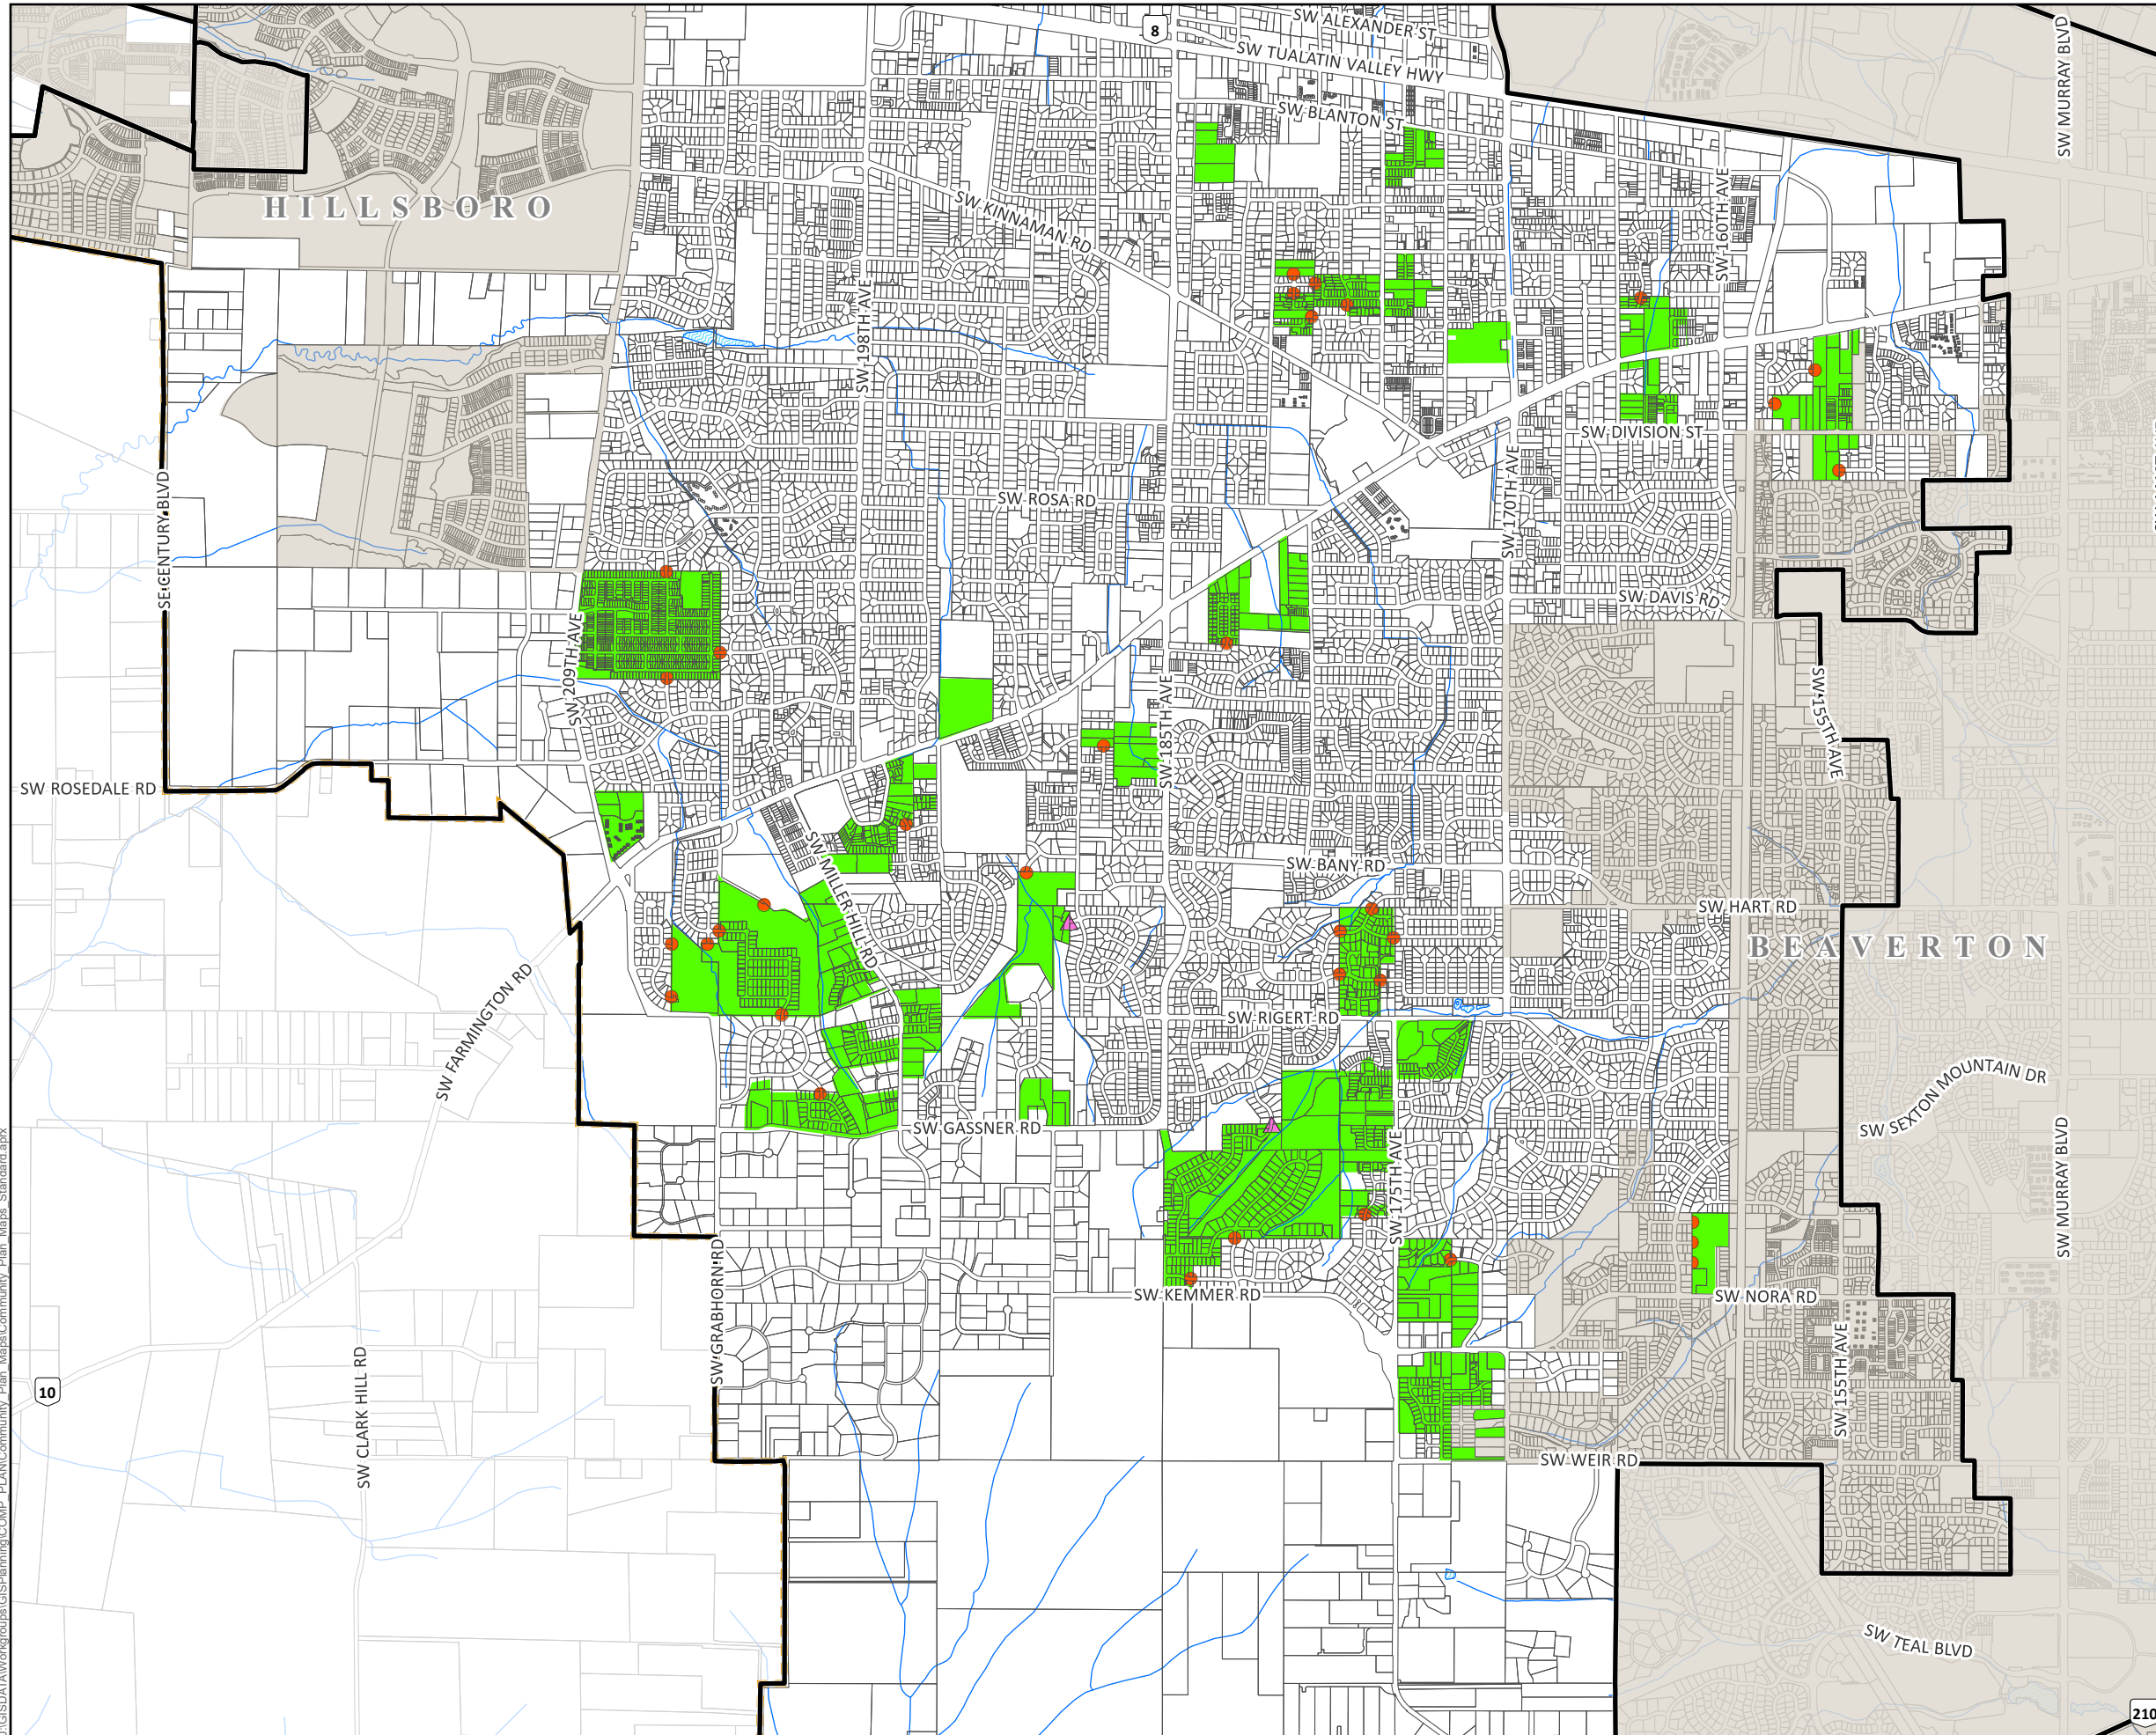 8
SW ALEXANDER ST
SW TUALATIN VALLEY HWY
SW MURRAY BLVD
SW BLANTON ST
HILLSBORO
SW KINNAMAN RD
SW 160TH AVE
SW 198TH AVE
SW DIVISION ST
SE CENTURY BLVD
SW ROSA RD
SW 170TH AVE
SW DAVIS RD
SW 209TH AVE
SW 185TH AVE
SW 155TH AVE
SW ROSEDALE RD
SW BANY RD
SW MILLER HILL RD
SW HART RD
BEAVERTON
SW FARMINGTON RD
SW RIGERT RD
SW SEXTON MOUNTAIN DR
SW GASSNER RD
SW 175TH AVE
SW MURRAY BLVD
SW GRABHORN RD
SW KEMMER RD
SW NORA RD
10
SW CLARK HILL RD
SW 155TH AVE
SW WEIR RD
SW TEAL BLVD
210